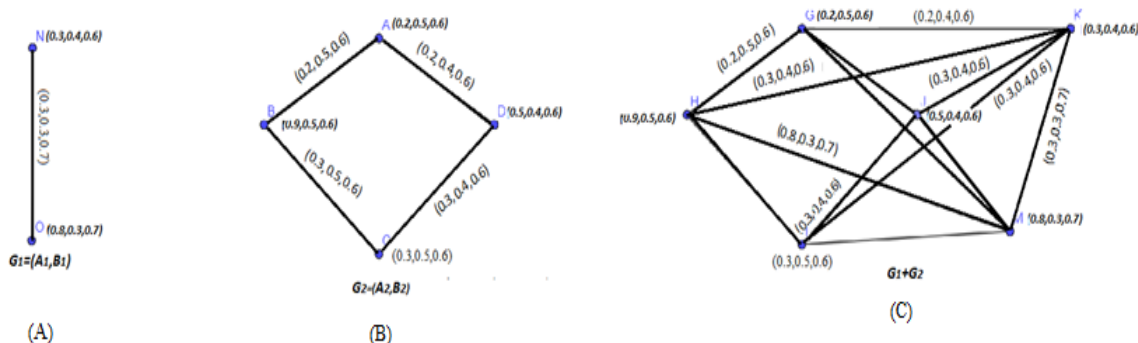 N (0.3,0.4,0.6)
(0.3,0.3,0.7)
O (0.8,0.3,0.7)
G1=(A1,B1)
(A)
A (0.2,0.5,0.6)
(0.2,0.5,0.6)
(0.2,0.4,0.6)
B (0.9,0.5,0.6)
D (0.5,0.4,0.6)
(0.3,0.5,0.6)
(0.3,0.4,0.6)
(0.3,0.5,0.6)
G2=(A2,B2)
(B)
G (0.2,0.5,0.6)
(0.2,0.4,0.6)
K
(0.3,0.4,0.6)
(0.2,0.5,0.6)
(0.3,0.4,0.6)
(0.3,0.4,0.6)
(0.3,0.4,0.6)
H
(0.9,0.5,0.6)
(0.5,0.4,0.6)
(0.8,0.3,0.7)
(0.3,0.3,0.7)
(0.3,0.4,0.6)
M (0.8,0.3,0.7)
(0.3,0.5,0.6)
G1+G2
(C)